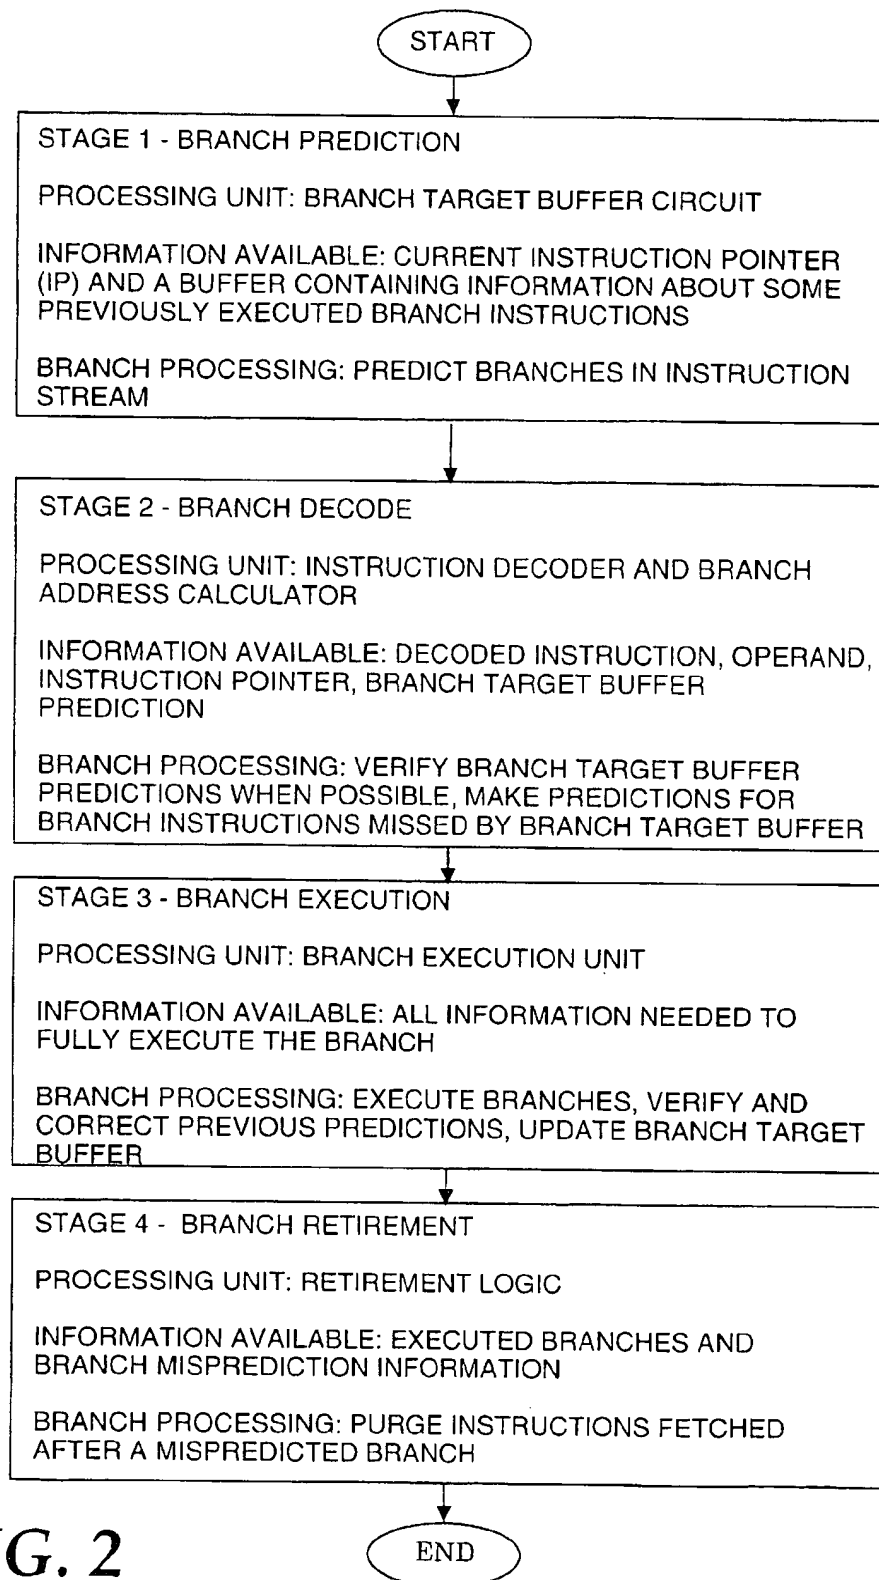 START
STAGE 1 - BRANCH PREDICTION
PROCESSING UNIT: BRANCH TARGET BUFFER CIRCUIT
INFORMATION AVAILABLE: CURRENT INSTRUCTION POINTER
(IP) AND A BUFFER CONTAINING INFORMATION ABOUT SOME
PREVIOUSLY EXECUTED BRANCH INSTRUCTIONS
BRANCH PROCESSING: PREDICT BRANCHES IN INSTRUCTION
STREAM
STAGE 2 - BRANCH DECODE
PROCESSING UNIT: INSTRUCTION DECODER AND BRANCH
ADDRESS CALCULATOR
INFORMATION AVAILABLE: DECODED INSTRUCTION, OPERAND,
INSTRUCTION POINTER, BRANCH TARGET BUFFER
PREDICTION
BRANCH PROCESSING: VERIFY BRANCH TARGET BUFFER
PREDICTIONS WHEN POSSIBLE, MAKE PREDICTIONS FOR
BRANCH INSTRUCTIONS MISSED BY BRANCH TARGET BUFFER
STAGE 3 - BRANCH EXECUTION
PROCESSING UNIT: BRANCH EXECUTION UNIT
INFORMATION AVAILABLE: ALL INFORMATION NEEDED TO
FULLY EXECUTE THE BRANCH
BRANCH PROCESSING: EXECUTE BRANCHES, VERIFY AND
CORRECT PREVIOUS PREDICTIONS, UPDATE BRANCH TARGET
BUFFER
STAGE 4 - BRANCH RETIREMENT
PROCESSING UNIT: RETIREMENT LOGIC
INFORMATION AVAILABLE: EXECUTED BRANCHES AND
BRANCH MISPREDICTION INFORMATION
BRANCH PROCESSING: PURGE INSTRUCTIONS FETCHED
AFTER A MISPREDICTED BRANCH
END
G. 2